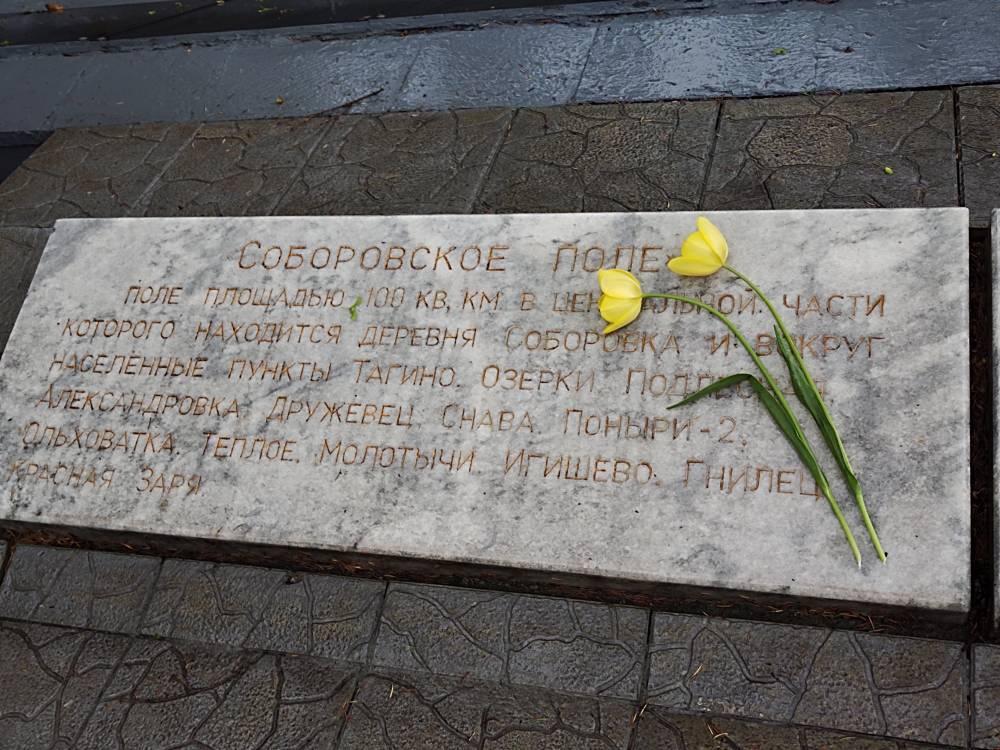 Соборовское поле
поле площадью 100 кв. км в части
которого находится деревня Соборовка и вокруг
населённые пункты Тагино. Озерки
Александровка Дружевец Снава Поныри-2,
Ольховатка. Теплое. Молотычи Игишево. Гнилец
Красная Заря